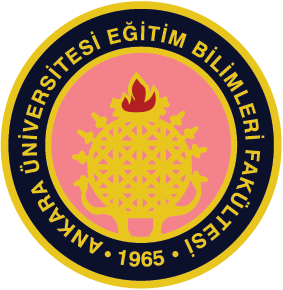 ANKARA ÜNİVERSİTESİ EĞİTİM BİLİMLERİ FAKÜLTESİ
• 1965 •